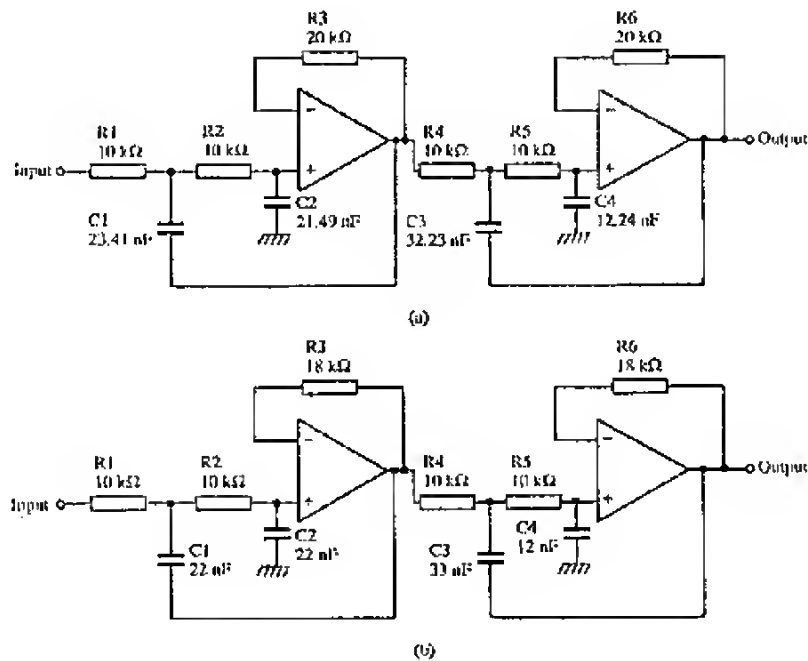 R3
20 kΩ
R6
20 kΩ
R1
10 kΩ
R2
10 kΩ
R4
10 kΩ
R5
10 kΩ
Input
Output
C1
23.41 nF
C2
21.49 nF
C3
32.23 nF
C4
12.24 nF
(a)
R3
18 kΩ
R6
18 kΩ
R1
10 kΩ
R2
10 kΩ
R4
10 kΩ
R5
10 kΩ
Input
Output
C1
22 nF
C2
22 nF
C3
33 nF
C4
12 nF
(b)